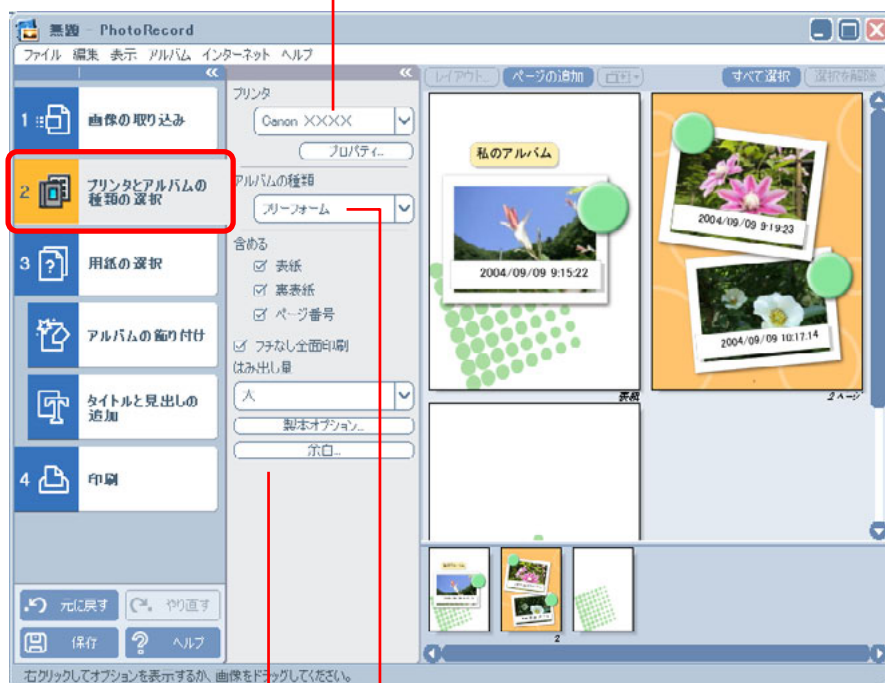 無題 - PhotoRecord
ファイル 編集 表示 アルバム インターネット ヘルプ
1 画像の取り込み
2 プリンタとアルバムの
種類の選択
3 用紙の選択
アルバムの飾り付け
タイトルと見出しの
追加
4 印刷
元に戻す
やり直す
保存
ヘルプ
プリンタ
Canon XXXX
プロパティ...
アルバムの種類
フリーフォーム
含める
表紙
裏表紙
ページ番号
フチなし全面印刷
はみ出し量
大
製本オプション...
余白...
レイアウト...
ページの追加
すべて選択
選択を解除
私のアルバム
2004/09/09 9:15:22
表紙
2004/09/09 9:19:23
2004/09/09 10:17.14
2ページ
2
右クリックしてオプションを表示するか、画像をドラッグしてください。